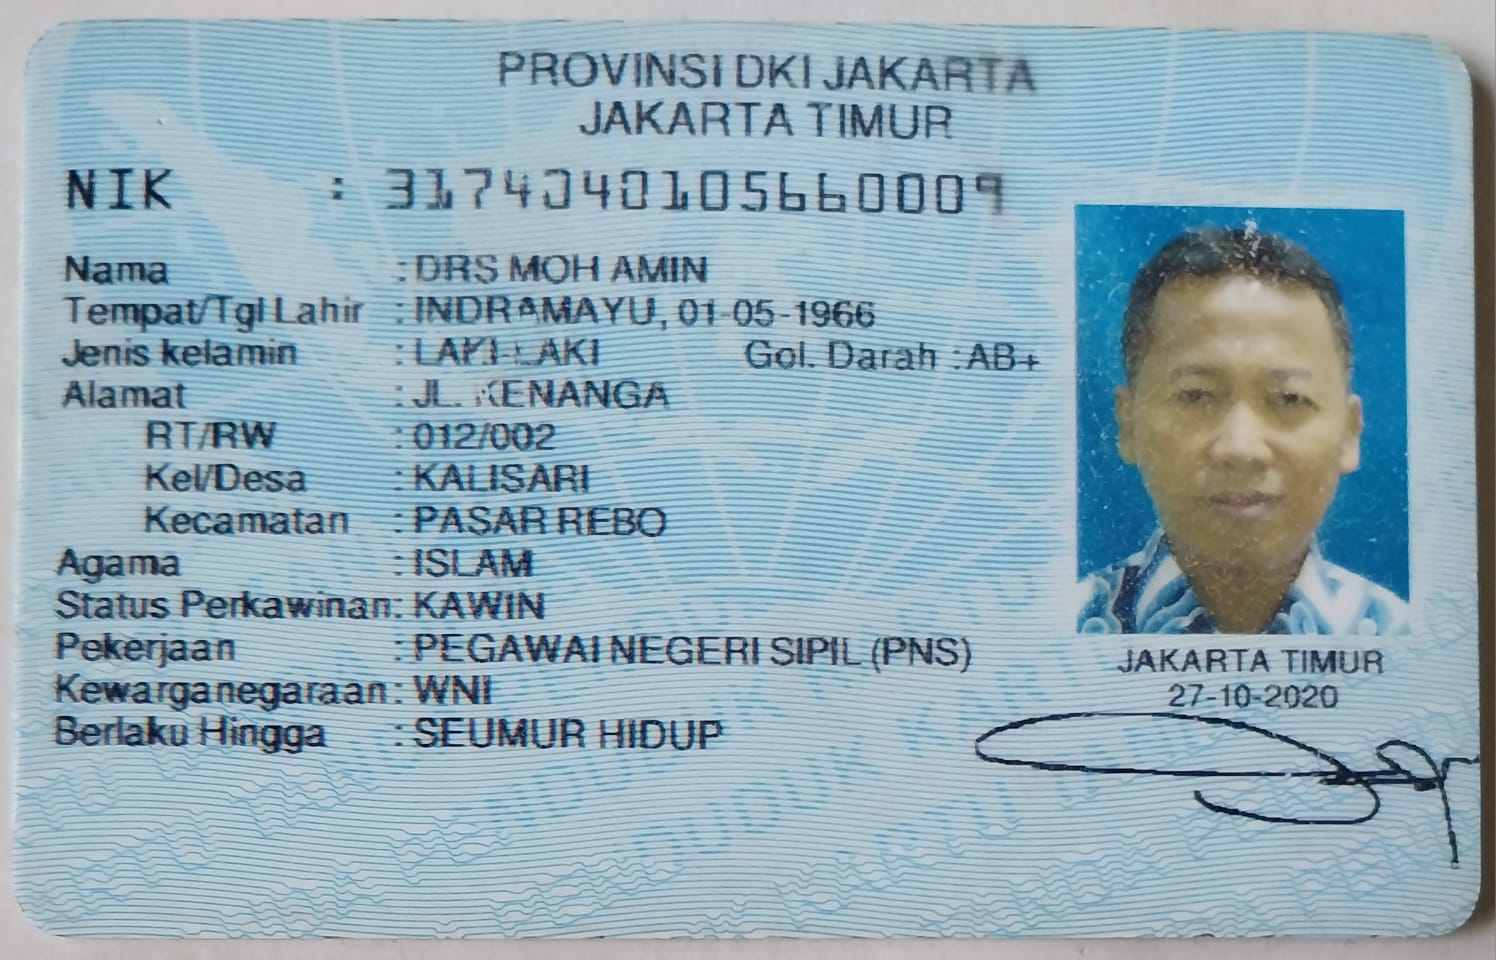 PROVINSI DKI JAKARTA
JAKARTA TIMUR
NIK : 3174040105660009
Nama : DRS MOH AMIN
Tempat/Tgl Lahir : INDRAMAYU, 01-05-1966
Jenis kelamin : LAKI-LAKI Gol. Darah : AB+
Alamat : JL. KENANGA
RT/RW : 012/002
Kel/Desa : KALISARI
Kecamatan : PASAR REBO
Agama : ISLAM
Status Perkawinan: KAWIN
Pekerjaan : PEGAWAI NEGERI SIPIL (PNS)
Kewarganegaraan: WNI
Berlaku Hingga : SEUMUR HIDUP
JAKARTA TIMUR
27-10-2020